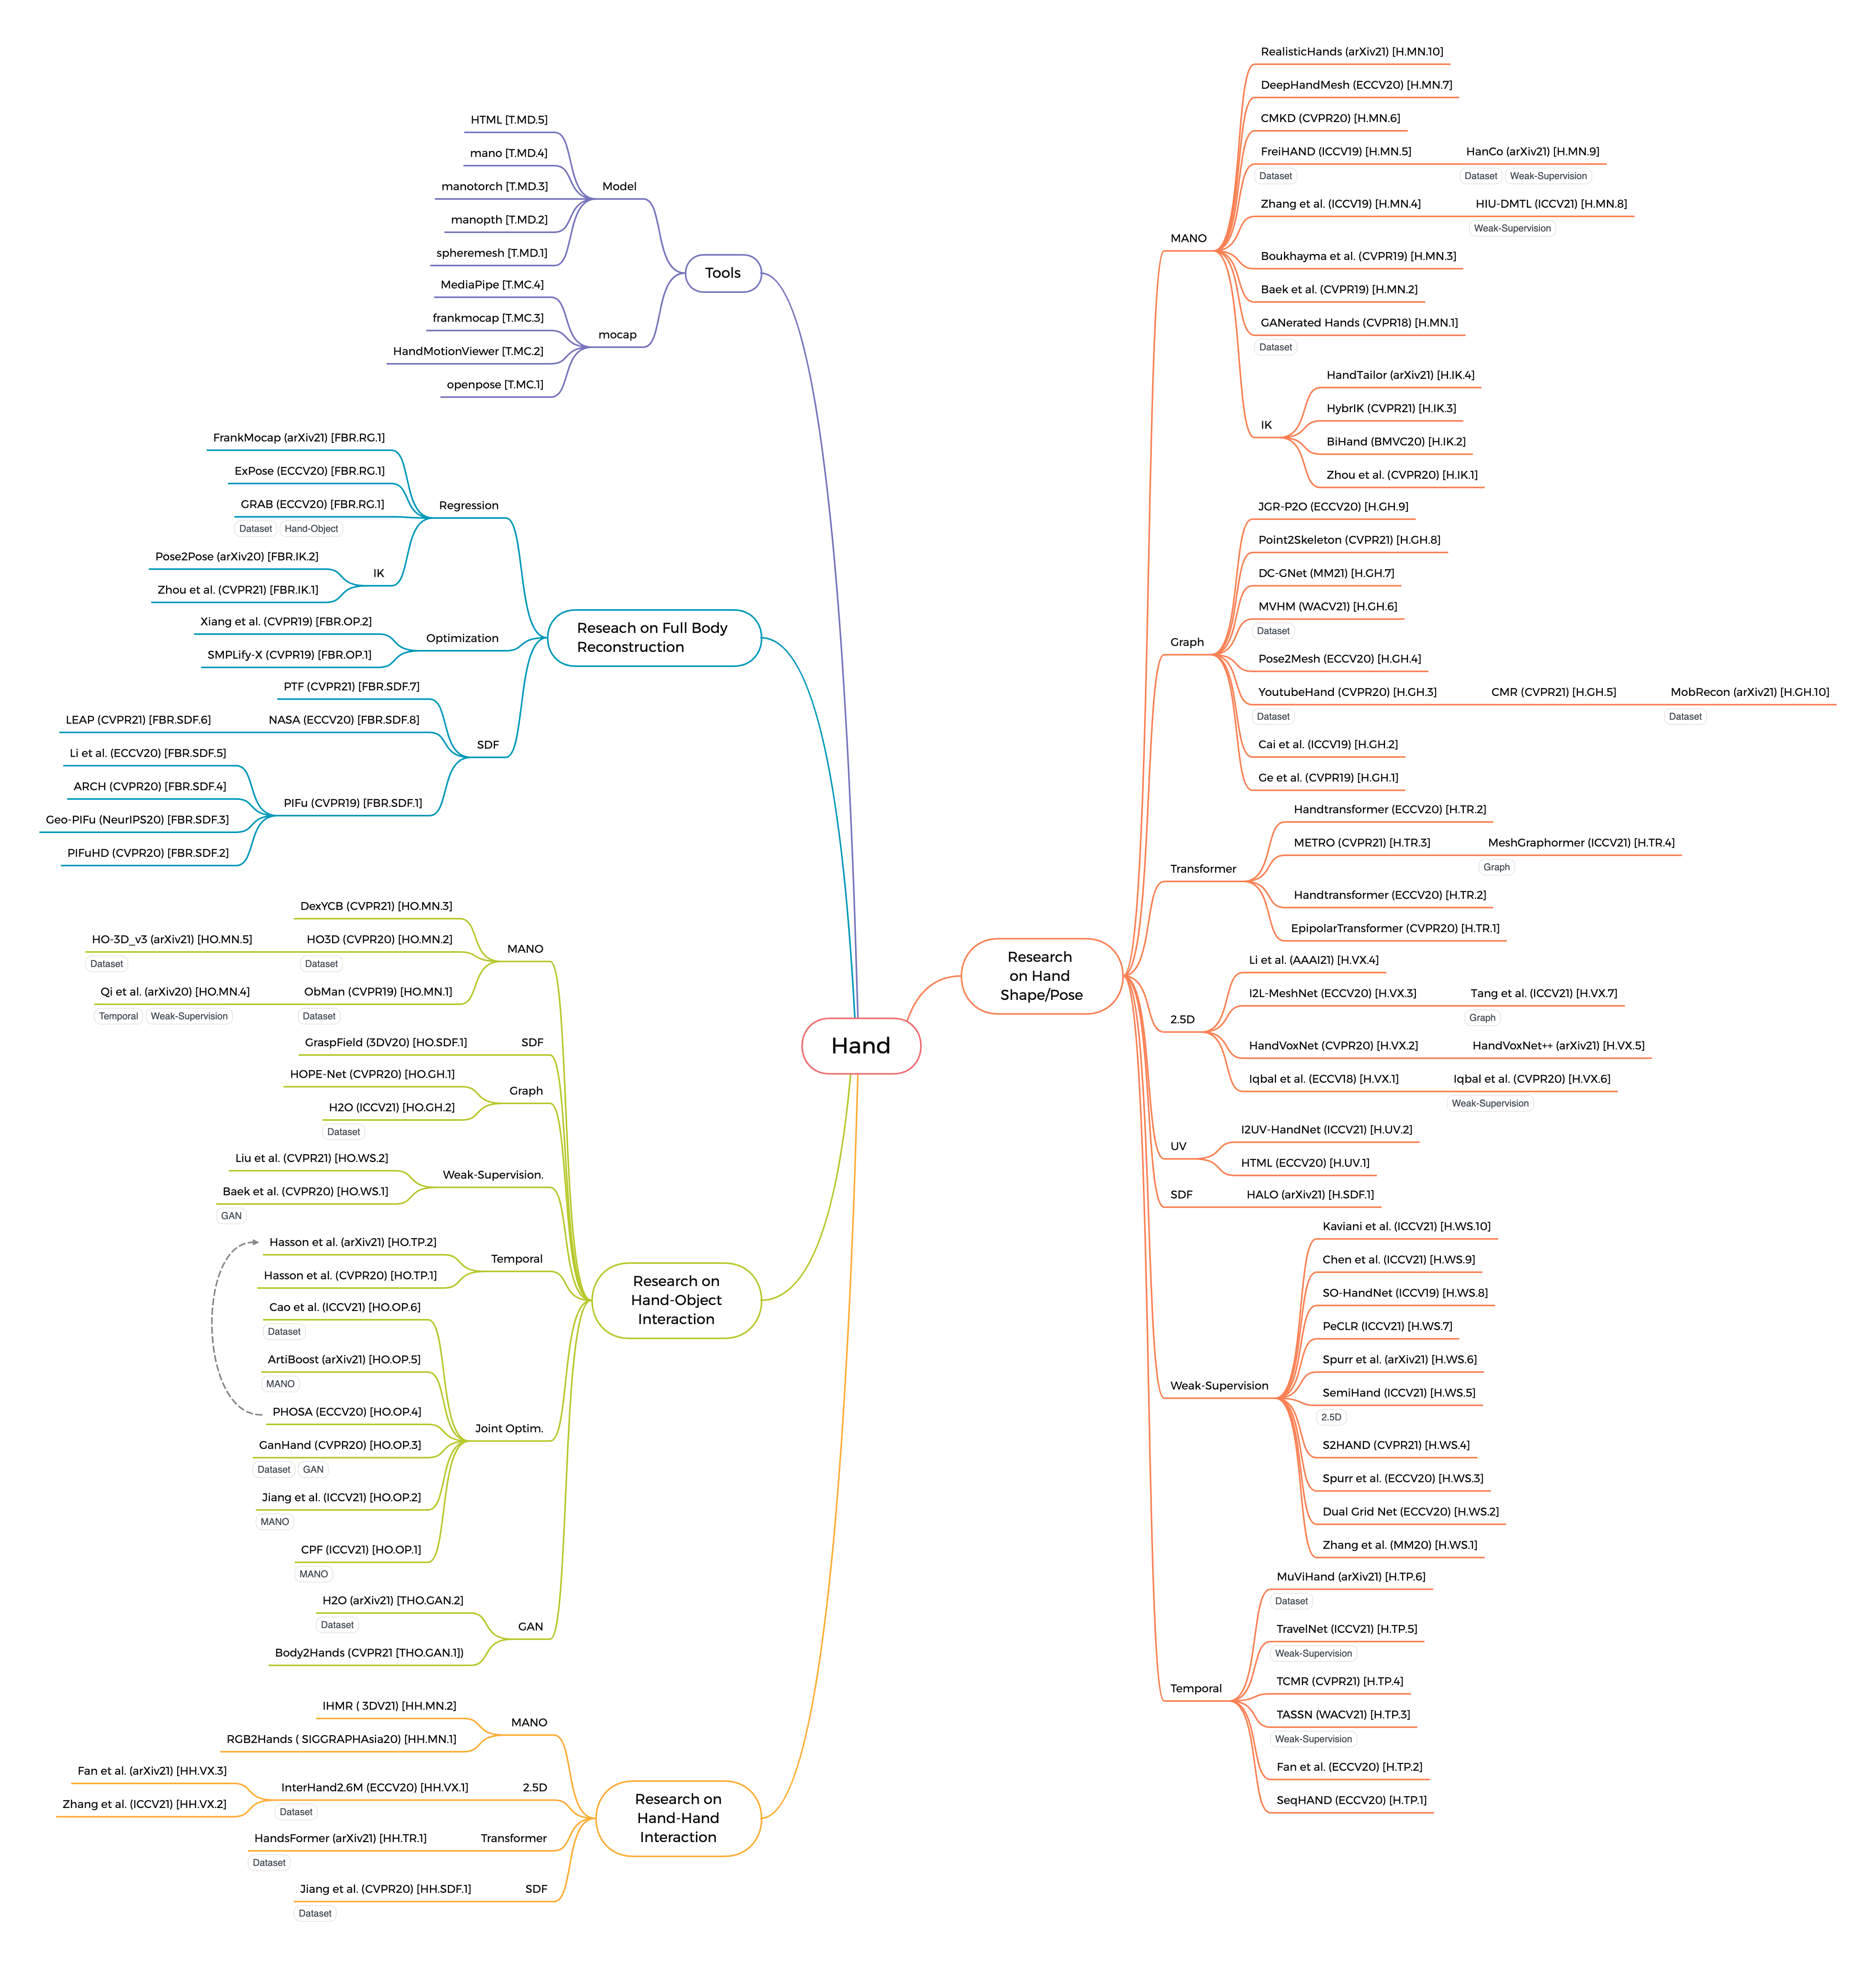 Hand
Tools
Model
HTML [T.MD.5]
mano [T.MD.4]
manotorch [T.MD.3]
manopth [T.MD.2]
spheremesh [T.MD.1]
mocap
MediaPipe [T.MC.4]
frankmocap [T.MC.3]
HandMotionViewer [T.MC.2]
openpose [T.MC.1]
Reseach on Full Body
Reconstruction
Regression
FrankMocap (arXiv21) [FBR.RG.1]
ExPose (ECCV20) [FBR.RG.1]
GRAB (ECCV20) [FBR.RG.1]
Dataset Hand-Object
IK
Pose2Pose (arXiv20) [FBR.IK.2]
Zhou et al. (CVPR21) [FBR.IK.1]
Optimization
Xiang et al. (CVPR19) [FBR.OP.2]
SMPLify-X (CVPR19) [FBR.OP.1]
SDF
PTF (CVPR21) [FBR.SDF.7]
NASA (ECCV20) [FBR.SDF.8]
LEAP (CVPR21) [FBR.SDF.6]
PIFu (CVPR19) [FBR.SDF.1]
Li et al. (ECCV20) [FBR.SDF.5]
ARCH (CVPR20) [FBR.SDF.4]
Geo-PIFu (NeurIPS20) [FBR.SDF.3]
PIFuHD (CVPR20) [FBR.SDF.2]
Research on
Hand-Object
Interaction
MANO
DexYCB (CVPR21) [HO.MN.3]
HO3D (CVPR20) [HO.MN.2]
Dataset
HO-3D_v3 (arXiv21) [HO.MN.5]
Dataset
ObMan (CVPR19) [HO.MN.1]
Dataset
Qi et al. (arXiv20) [HO.MN.4]
Temporal Weak-Supervision
SDF
GraspField (3DV20) [HO.SDF.1]
Graph
HOPE-Net (CVPR20) [HO.GH.1]
H2O (ICCV21) [HO.GH.2]
Dataset
Weak-Supervision.
Liu et al. (CVPR21) [HO.WS.2]
Baek et al. (CVPR20) [HO.WS.1]
GAN
Temporal
Hasson et al. (arXiv21) [HO.TP.2]
Hasson et al. (CVPR20) [HO.TP.1]
Joint Optim.
Cao et al. (ICCV21) [HO.OP.6]
Dataset
ArtiBoost (arXiv21) [HO.OP.5]
MANO
PHOSA (ECCV20) [HO.OP.4]
GanHand (CVPR20) [HO.OP.3]
Dataset GAN
Jiang et al. (ICCV21) [HO.OP.2]
MANO
CPF (ICCV21) [HO.OP.1]
MANO
GAN
H2O (arXiv21) [THO.GAN.2]
Dataset
Body2Hands (CVPR21 [THO.GAN.1])
Research on
Hand-Hand
Interaction
MANO
IHMR ( 3DV21) [HH.MN.2]
RGB2Hands ( SIGGRAPHAsia20) [HH.MN.1]
2.5D
InterHand2.6M (ECCV20) [HH.VX.1]
Dataset
Fan et al. (arXiv21) [HH.VX.3]
Zhang et al. (ICCV21) [HH.VX.2]
Transformer
HandsFormer (arXiv21) [HH.TR.1]
Dataset
SDF
Jiang et al. (CVPR20) [HH.SDF.1]
Dataset
Research
on Hand
Shape/Pose
MANO
RealisticHands (arXiv21) [H.MN.10]
DeepHandMesh (ECCV20) [H.MN.7]
CMKD (CVPR20) [H.MN.6]
FreiHAND (ICCV19) [H.MN.5]
Dataset
HanCo (arXiv21) [H.MN.9]
Dataset Weak-Supervision
Zhang et al. (ICCV19) [H.MN.4]
HIU-DMTL (ICCV21) [H.MN.8]
Weak-Supervision
Boukhayma et al. (CVPR19) [H.MN.3]
Baek et al. (CVPR19) [H.MN.2]
GANerated Hands (CVPR18) [H.MN.1]
Dataset
IK
HandTailor (arXiv21) [H.IK.4]
HybrIK (CVPR21) [H.IK.3]
BiHand (BMVC20) [H.IK.2]
Zhou et al. (CVPR20) [H.IK.1]
Graph
JGR-P2O (ECCV20) [H.GH.9]
Point2Skeleton (CVPR21) [H.GH.8]
DC-GNet (MM21) [H.GH.7]
MVHM (WACV21) [H.GH.6]
Dataset
Pose2Mesh (ECCV20) [H.GH.4]
YoutubeHand (CVPR20) [H.GH.3]
Dataset
CMR (CVPR21) [H.GH.5]
MobRecon (arXiv21) [H.GH.10]
Dataset
Cai et al. (ICCV19) [H.GH.2]
Ge et al. (CVPR19) [H.GH.1]
Transformer
Handtransformer (ECCV20) [H.TR.2]
METRO (CVPR21) [H.TR.3]
MeshGraphormer (ICCV21) [H.TR.4]
Graph
Handtransformer (ECCV20) [H.TR.2]
EpipolarTransformer (CVPR20) [H.TR.1]
2.5D
Li et al. (AAAI21) [H.VX.4]
I2L-MeshNet (ECCV20) [H.VX.3]
Tang et al. (ICCV21) [H.VX.7]
Graph
HandVoxNet (CVPR20) [H.VX.2]
HandVoxNet++ (arXiv21) [H.VX.5]
Iqbal et al. (ECCV18) [H.VX.1]
Iqbal et al. (CVPR20) [H.VX.6]
Weak-Supervision
UV
I2UV-HandNet (ICCV21) [H.UV.2]
HTML (ECCV20) [H.UV.1]
SDF
HALO (arXiv21) [H.SDF.1]
Weak-Supervision
Kaviani et al. (ICCV21) [H.WS.10]
Chen et al. (ICCV21) [H.WS.9]
SO-HandNet (ICCV19) [H.WS.8]
PeCLR (ICCV21) [H.WS.7]
Spurr et al. (arXiv21) [H.WS.6]
SemiHand (ICCV21) [H.WS.5]
2.5D
S2HAND (CVPR21) [H.WS.4]
Spurr et al. (ECCV20) [H.WS.3]
Dual Grid Net (ECCV20) [H.WS.2]
Zhang et al. (MM20) [H.WS.1]
Temporal
MuViHand (arXiv21) [H.TP.6]
Dataset
TravelNet (ICCV21) [H.TP.5]
Weak-Supervision
TCMR (CVPR21) [H.TP.4]
TASSN (WACV21) [H.TP.3]
Weak-Supervision
Fan et al. (ECCV20) [H.TP.2]
SeqHAND (ECCV20) [H.TP.1]